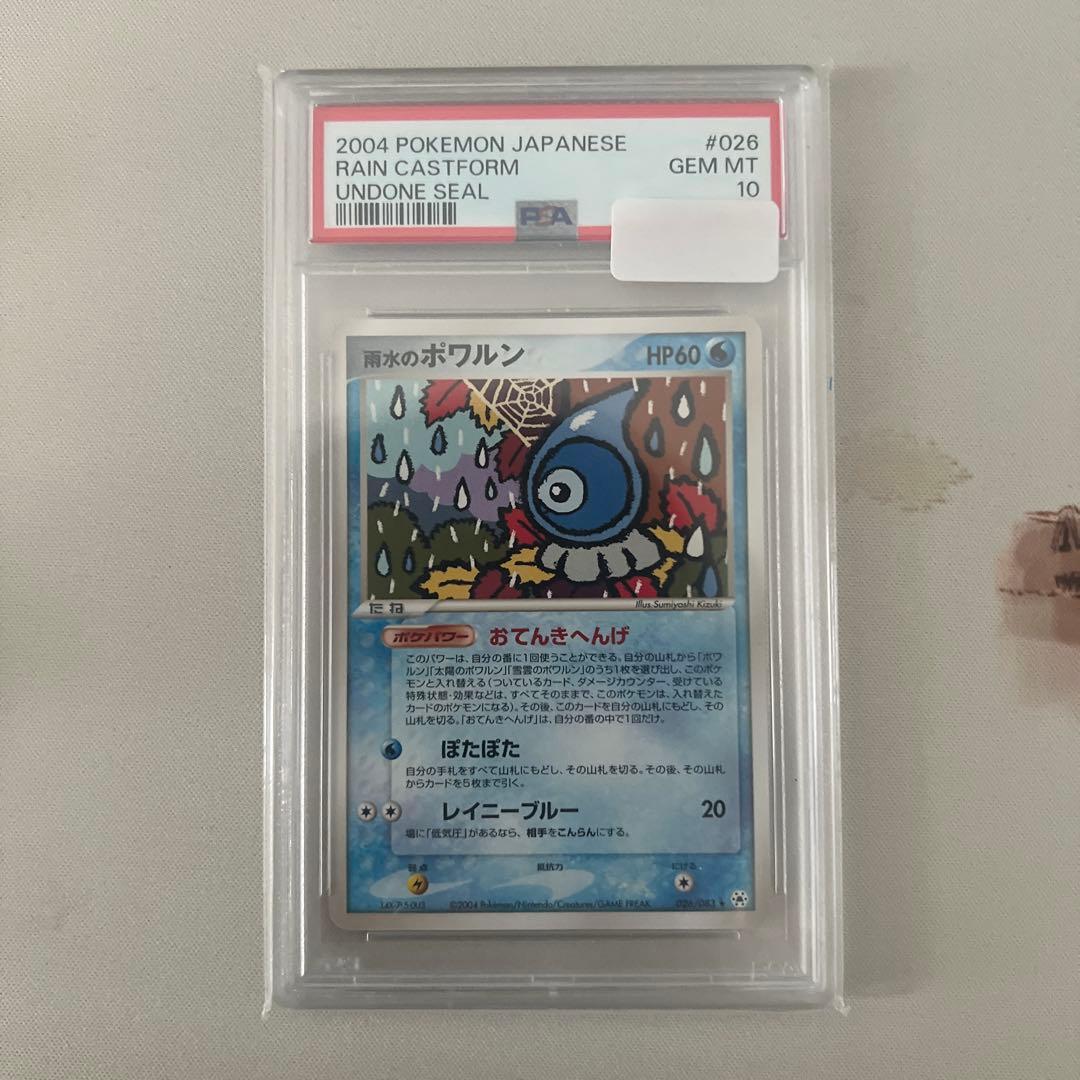 2004 POKEMON JAPANESE #026
RAIN CASTFORM GEM MT
UNDONE SEAL 10
PSA
雨水のポワルン HP60
たね Illus. Sumiyoshi Kizuki
ポケパワー おてんきへんげ
このパワーは、自分の番に1回使うことができる。自分の山札から「ポワ
ルン」「太陽のポワルン」「雪雲のポワルン」のうち1枚を選び出し、このポケ
モンと入れ替える（ついているカード、ダメージカウンター、受けている
特殊状態・効果などは、すべてそのままで、このポケモンは、入れ替えた
カードのポケモンになる）。その後、このカードを自分の山札にもどし、その
山札を切る。「おてんきへんげ」は、自分の番の中で1回だけ。
ぽたぽた
自分の手札をすべて山札にもどし、その山札を切る。その後、その山札
からカードを5枚まで引く。
レイニーブルー 20
場に「低気圧」があるなら、相手をこんらんにする。
弱点 抵抗力 にげる
©2004 Pokémon/Nintendo/Creatures/GAME FREAK 026/083 ★